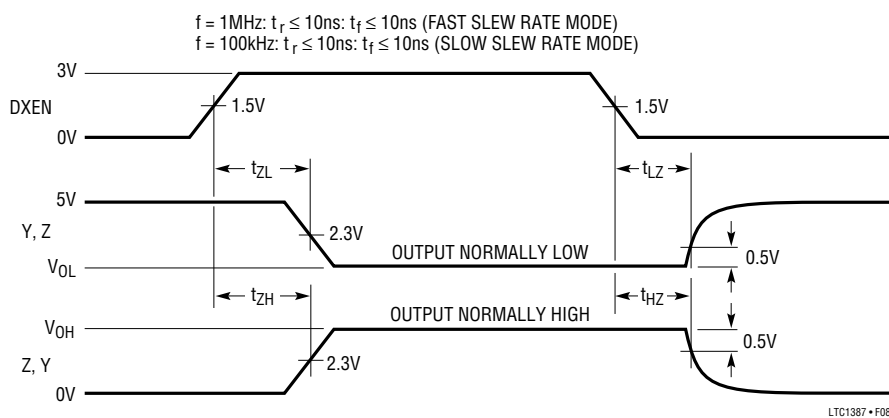 f = 1MHz: tr ≤ 10ns: tf ≤ 10ns (FAST SLEW RATE MODE)
f = 100kHz: tr ≤ 10ns: tf ≤ 10ns (SLOW SLEW RATE MODE)
3V
DXEN
1.5V
1.5V
0V
tZL
tLZ
5V
Y, Z
2.3V
OUTPUT NORMALLY LOW
0.5V
VOL
tZH
tHZ
VOH
OUTPUT NORMALLY HIGH
0.5V
Z, Y
2.3V
0V
LTC1387 • F08